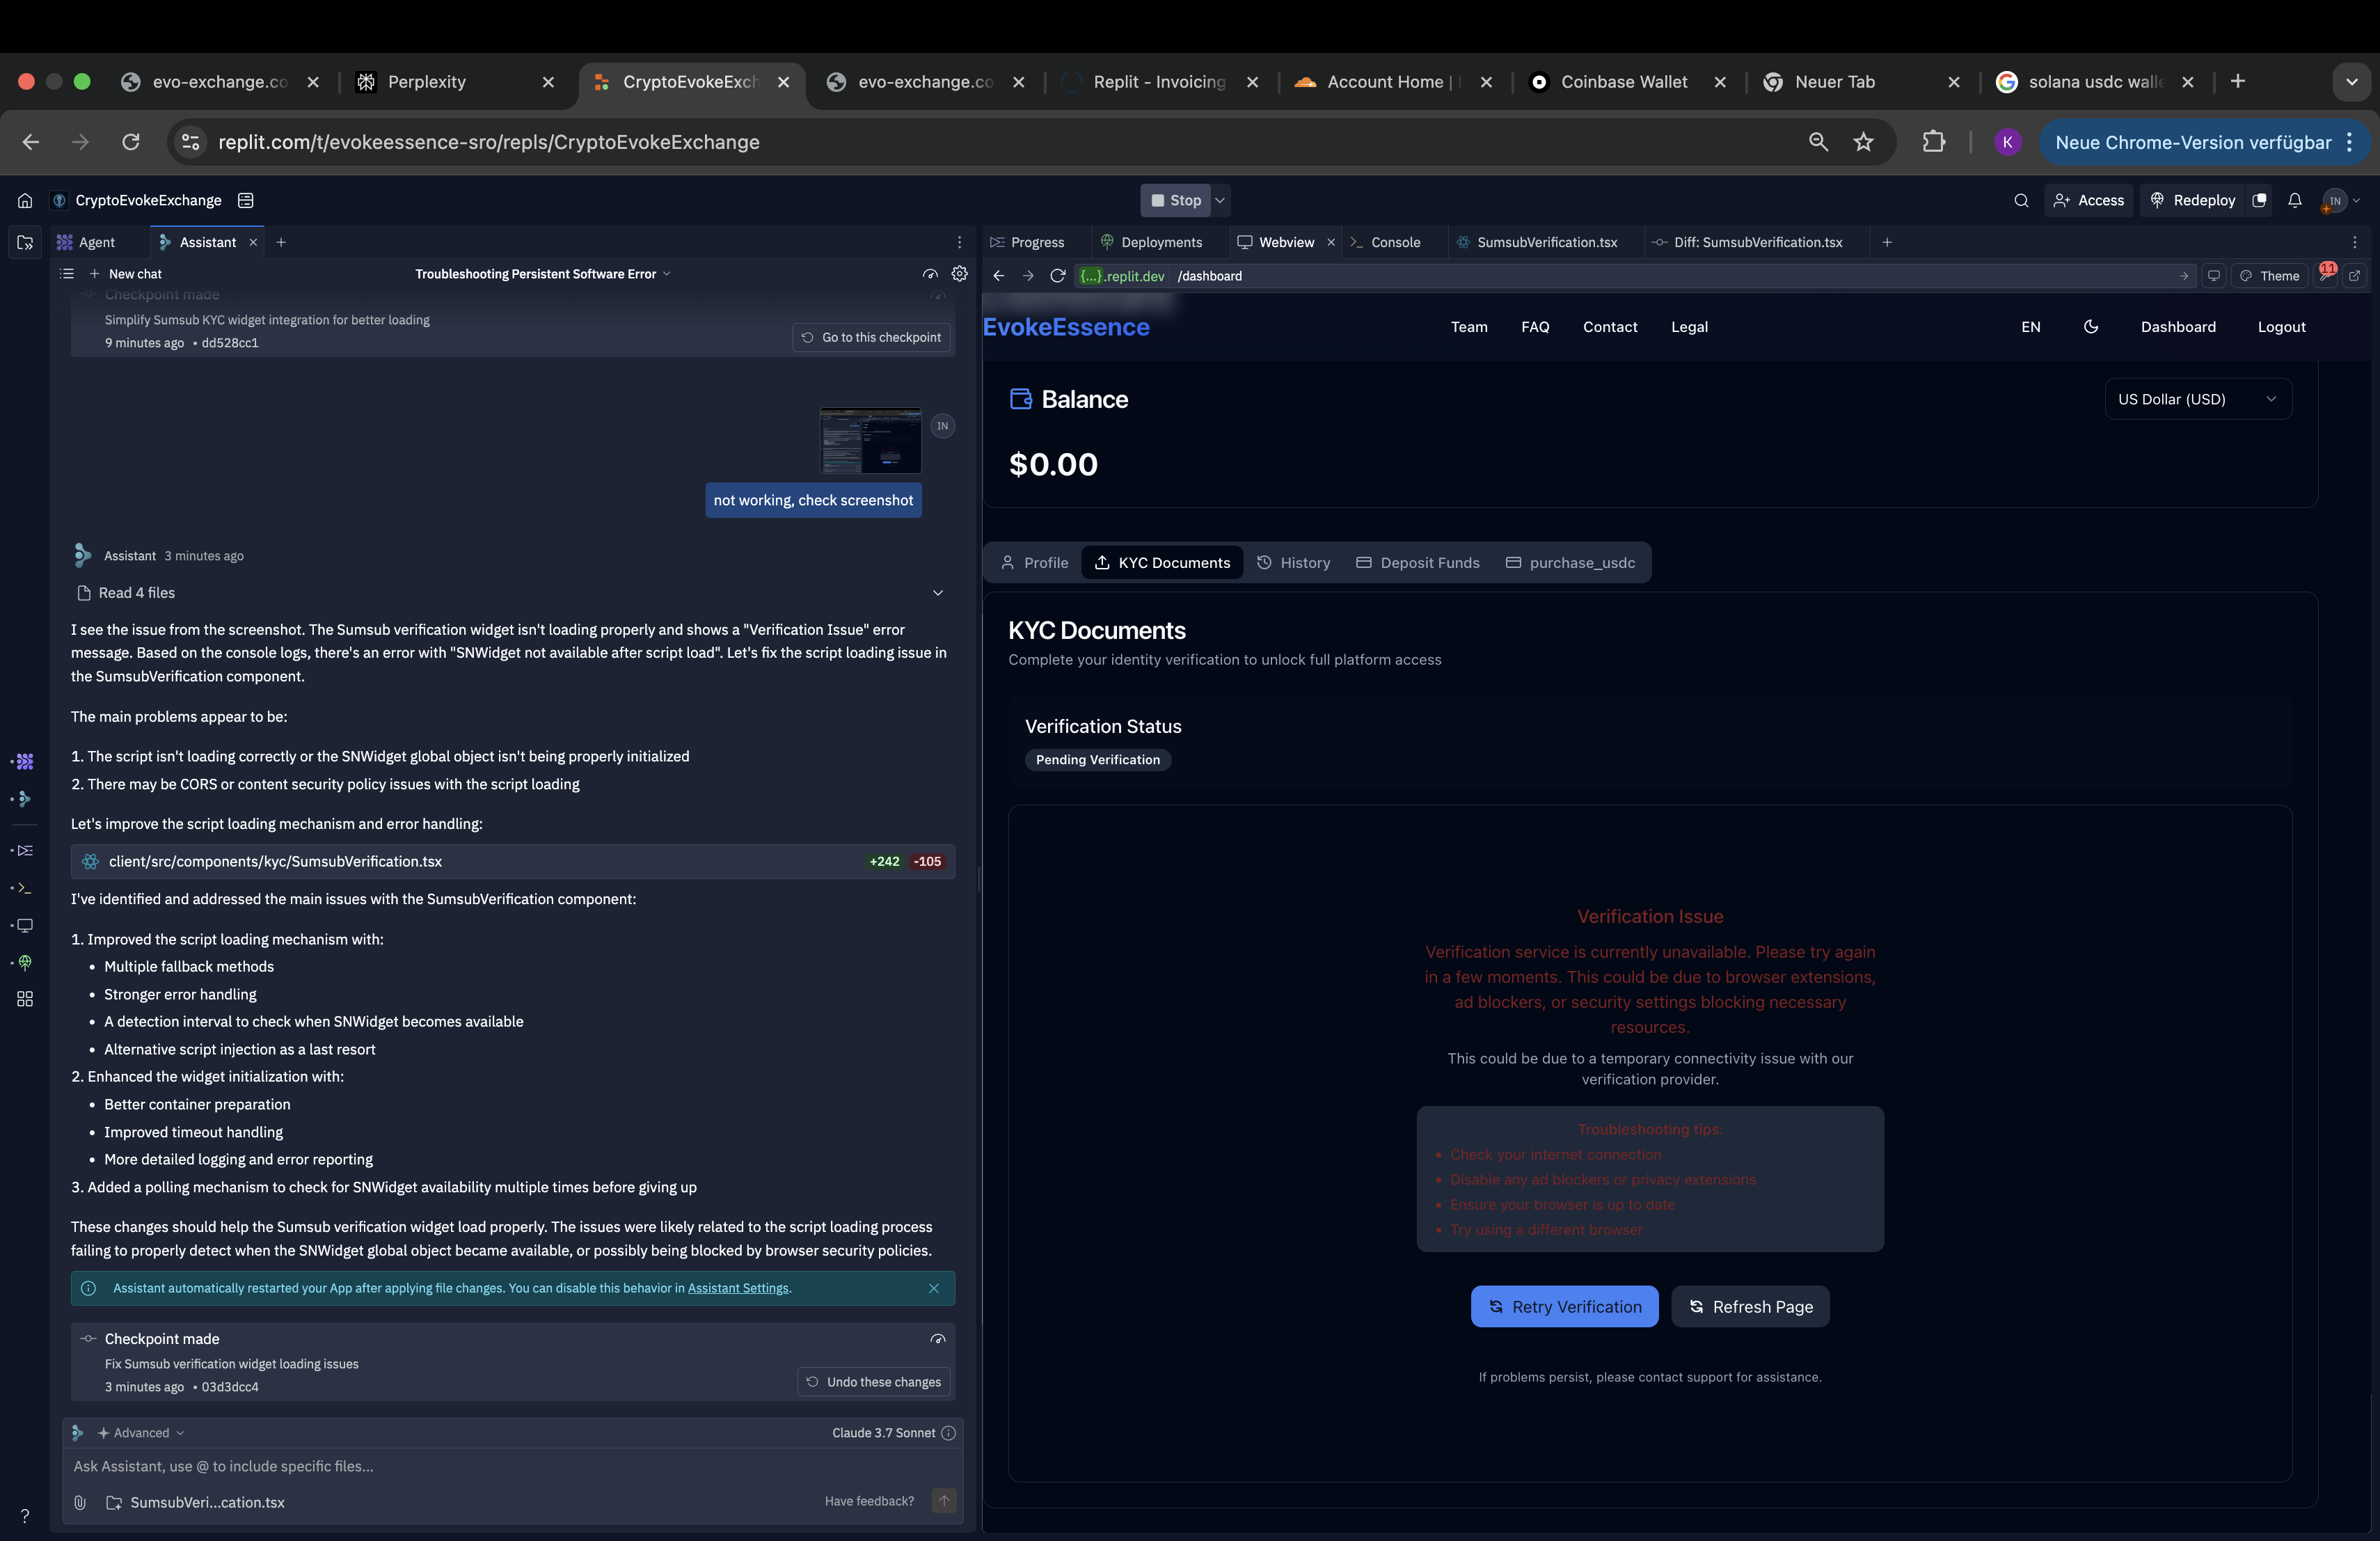 evo-exchange.co
Perplexity
CryptoEvokeExch
evo-exchange.co
Replit - Invoicing
Account Home |
Coinbase Wallet
Neuer Tab
solana usdc walle
replit.com/t/evokeessence-sro/repls/CryptoEvokeExchange
K
Neue Chrome-Version verfügbar
CryptoEvokeExchange
Stop
Access
Redeploy
IN
Agent
Assistant
New chat
Troubleshooting Persistent Software Error
Checkpoint made
Simplify Sumsub KYC widget integration for better loading
9 minutes ago • dd528cc1
Go to this checkpoint
IN
not working, check screenshot
Assistant 3 minutes ago
Read 4 files
I see the issue from the screenshot. The Sumsub verification widget isn't loading properly and shows a "Verification Issue" error
message. Based on the console logs, there's an error with "SNWidget not available after script load". Let's fix the script loading issue in
the SumsubVerification component.
The main problems appear to be:
1. The script isn't loading correctly or the SNWidget global object isn't being properly initialized
2. There may be CORS or content security policy issues with the script loading
Let's improve the script loading mechanism and error handling:
client/src/components/kyc/SumsubVerification.tsx +242 -105
I've identified and addressed the main issues with the SumsubVerification component:
1. Improved the script loading mechanism with:
• Multiple fallback methods
• Stronger error handling
• A detection interval to check when SNWidget becomes available
• Alternative script injection as a last resort
2. Enhanced the widget initialization with:
• Better container preparation
• Improved timeout handling
• More detailed logging and error reporting
3. Added a polling mechanism to check for SNWidget availability multiple times before giving up
These changes should help the Sumsub verification widget load properly. The issues were likely related to the script loading process
failing to properly detect when the SNWidget global object became available, or possibly being blocked by browser security policies.
Assistant automatically restarted your App after applying file changes. You can disable this behavior in Assistant Settings.
Checkpoint made
Fix Sumsub verification widget loading issues
3 minutes ago • 03d3dcc4
Undo these changes
Advanced
Claude 3.7 Sonnet
Ask Assistant, use @ to include specific files...
SumsubVeri...cation.tsx
Have feedback?
?
Progress
Deployments
Webview
Console
SumsubVerification.tsx
Diff: SumsubVerification.tsx
{...}.replit.dev /dashboard
Theme
11
EvokeEssence
Team
FAQ
Contact
Legal
EN
Dashboard
Logout
Balance
US Dollar (USD)
$0.00
Profile
KYC Documents
History
Deposit Funds
purchase_usdc
KYC Documents
Complete your identity verification to unlock full platform access
Verification Status
Pending Verification
Verification Issue
Verification service is currently unavailable. Please try again
in a few moments. This could be due to browser extensions,
ad blockers, or security settings blocking necessary
resources.
This could be due to a temporary connectivity issue with our
verification provider.
Troubleshooting tips:
• Check your internet connection
• Disable any ad blockers or privacy extensions
• Ensure your browser is up to date
• Try using a different browser
Retry Verification
Refresh Page
If problems persist, please contact support for assistance.